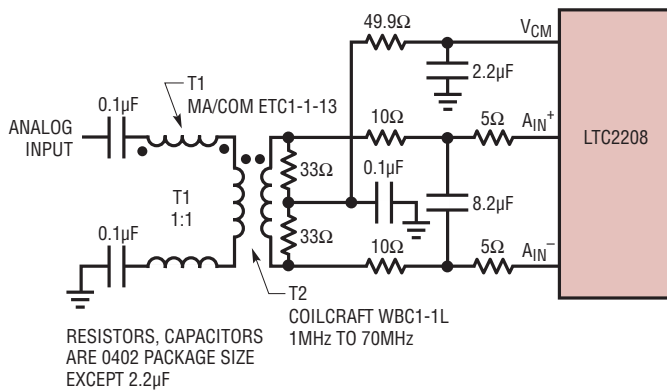 49.9Ω
VCM
2.2µF
T1
MA/COM ETC1-1-13
0.1µF
10Ω
5Ω
AIN+
ANALOG
INPUT
LTC2208
33Ω
0.1µF
T1
1:1
8.2µF
0.1µF
33Ω
10Ω
5Ω
AIN−
T2
COILCRAFT WBC1-1L
1MHz TO 70MHz
RESISTORS, CAPACITORS
ARE 0402 PACKAGE SIZE
EXCEPT 2.2µF